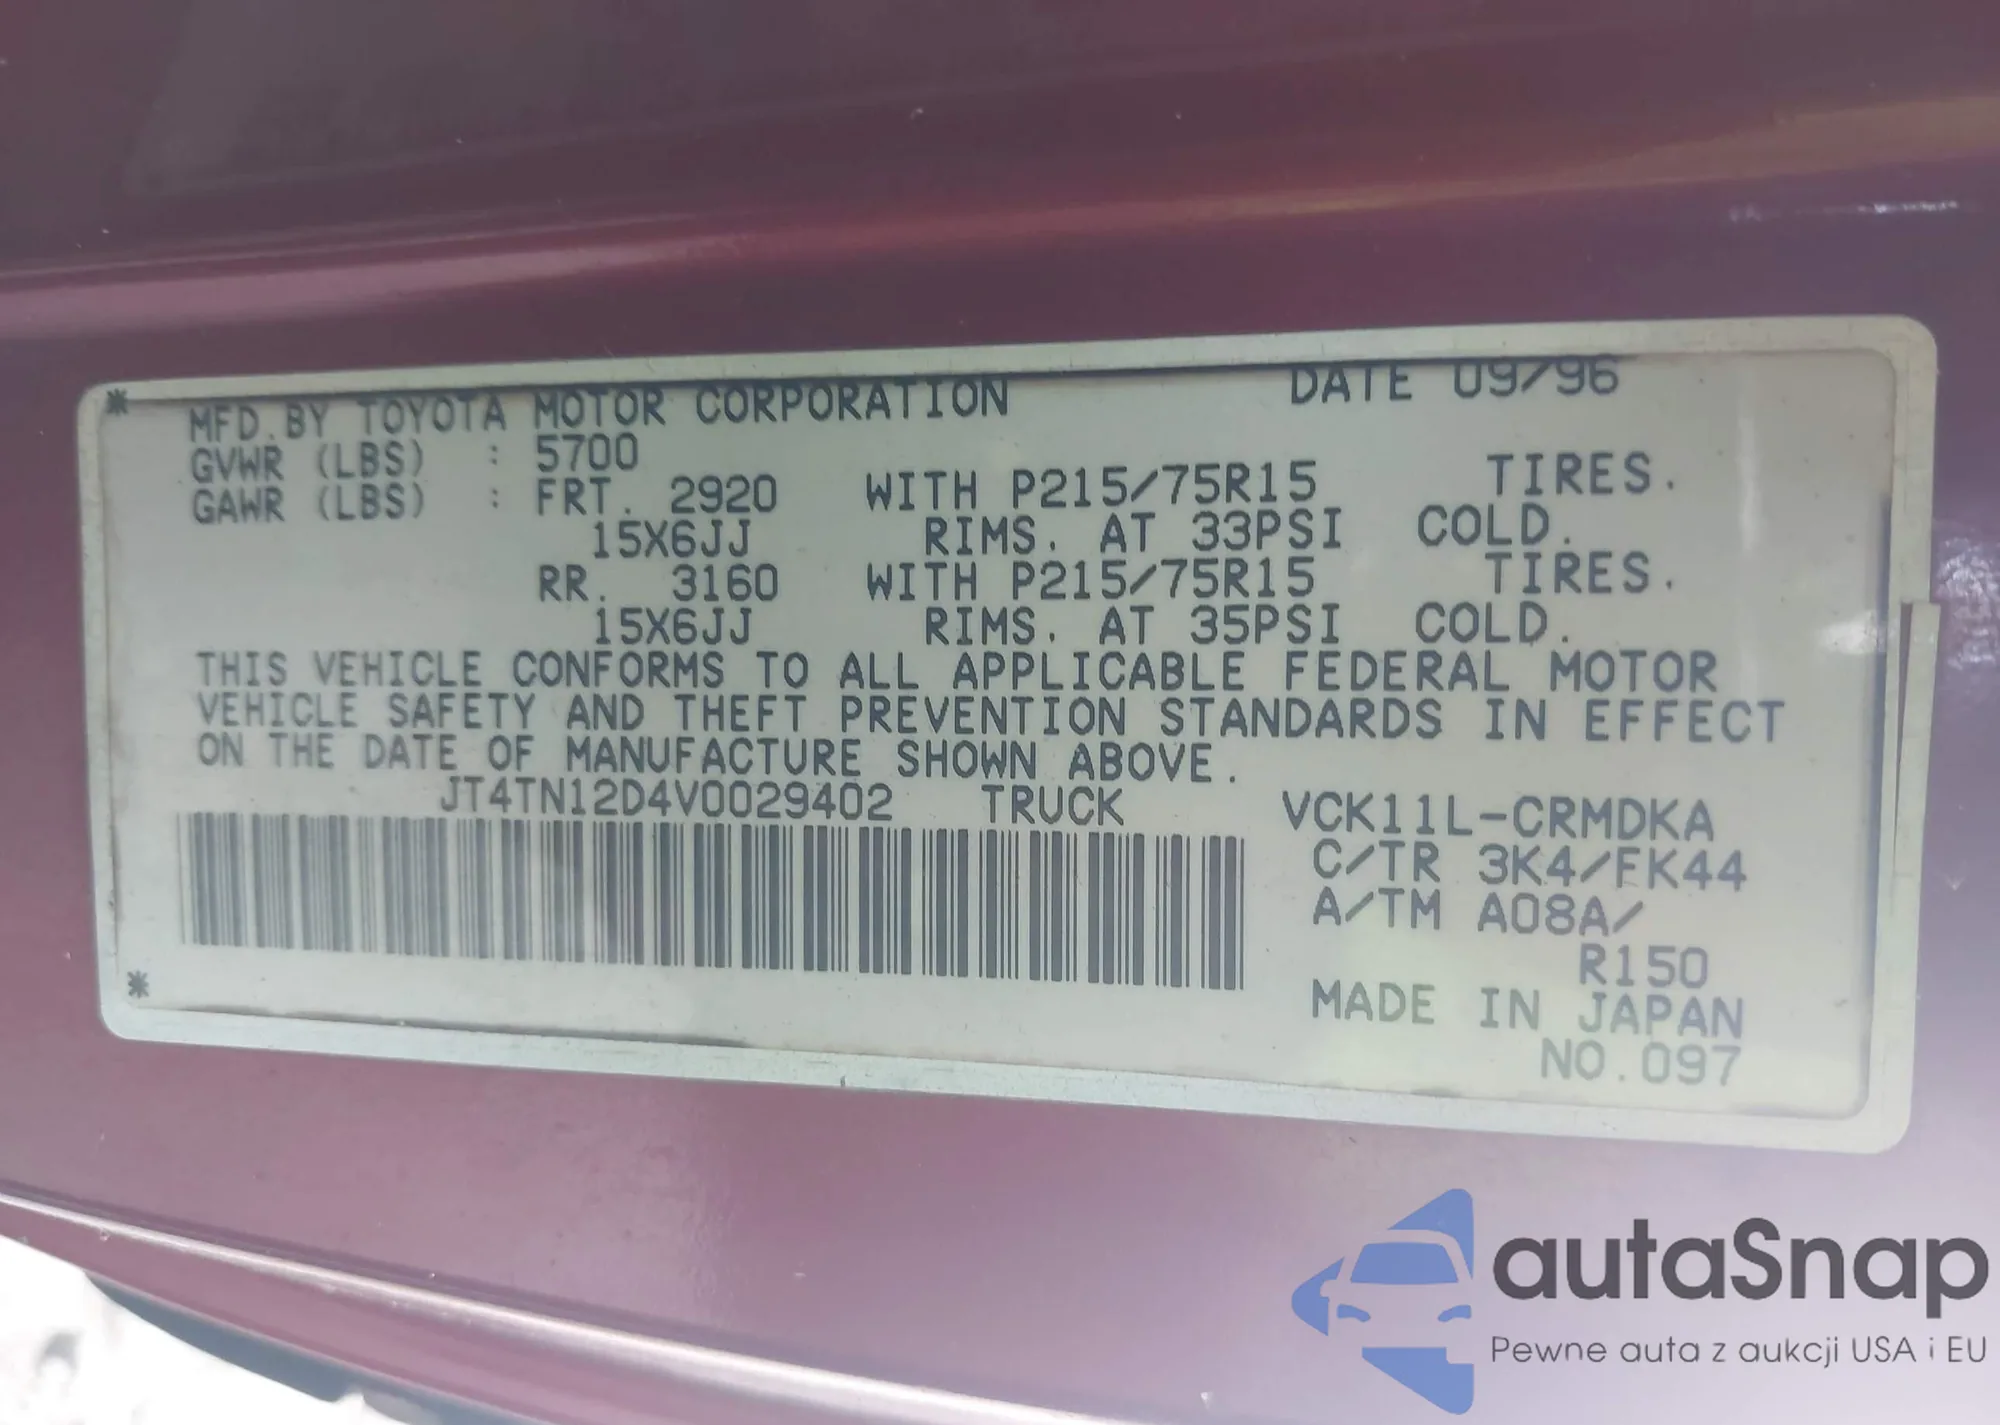 * MFD.BY TOYOTA MOTOR CORPORATION DATE 09/96
GVWR (LBS) : 5700
GAWR (LBS) : FRT. 2920 WITH P215/75R15 TIRES.
15X6JJ RIMS. AT 33PSI COLD.
RR. 3160 WITH P215/75R15 TIRES.
15X6JJ RIMS. AT 35PSI COLD.
THIS VEHICLE CONFORMS TO ALL APPLICABLE FEDERAL MOTOR
VEHICLE SAFETY AND THEFT PREVENTION STANDARDS IN EFFECT
ON THE DATE OF MANUFACTURE SHOWN ABOVE.
JT4TN12D4V0029402 TRUCK VCK11L-CRMDKA
C/TR 3K4/FK44
A/TM A08A/
R150
* MADE IN JAPAN
NO.097
autaSnap
Pewne auta z aukcji USA i EU